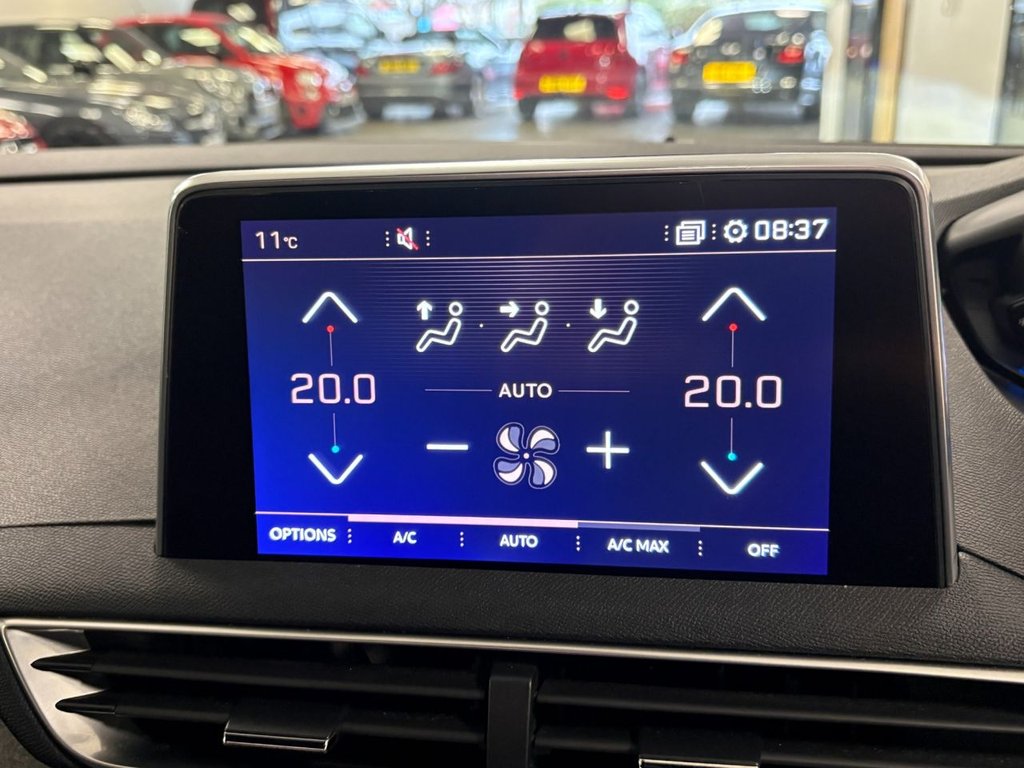 11°C 08:37
20.0 AUTO 20.0
OPTIONS A/C AUTO A/C MAX OFF